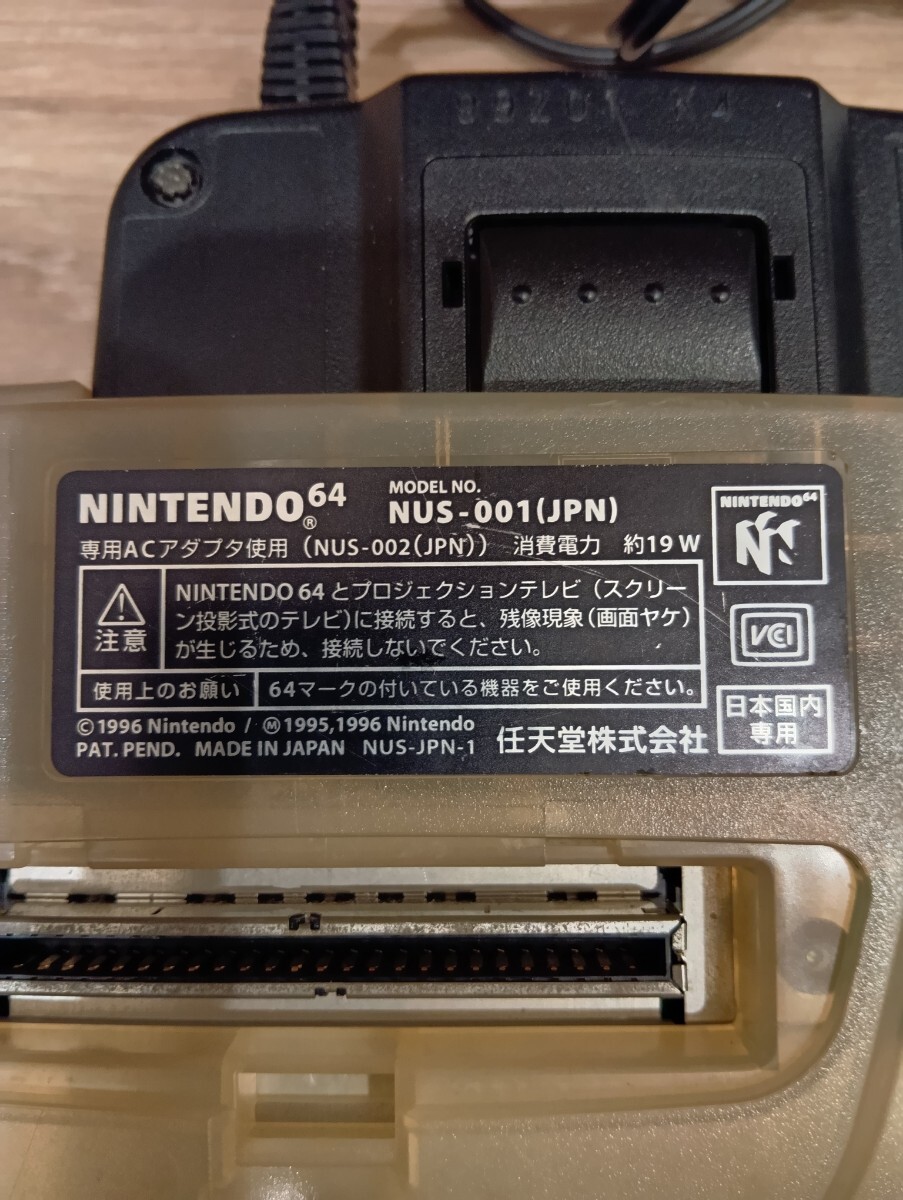 99Z01 K4
NINTENDO64®
MODEL NO.
NUS-001(JPN)
専用ACアダプタ使用（NUS-002(JPN)） 消費電力 約19W
注意
NINTENDO 64 とプロジェクションテレビ（スクリー
ン投影式のテレビ）に接続すると、残像現象（画面ヤケ）
が生じるため、接続しないでください。
使用上のお願い
64マークの付いている機器をご使用ください。
©1996 Nintendo / Ⓜ1995,1996 Nintendo
PAT. PEND. MADE IN JAPAN NUS-JPN-1
任天堂株式会社
NINTENDO64
N
VCI
日本国内
専用